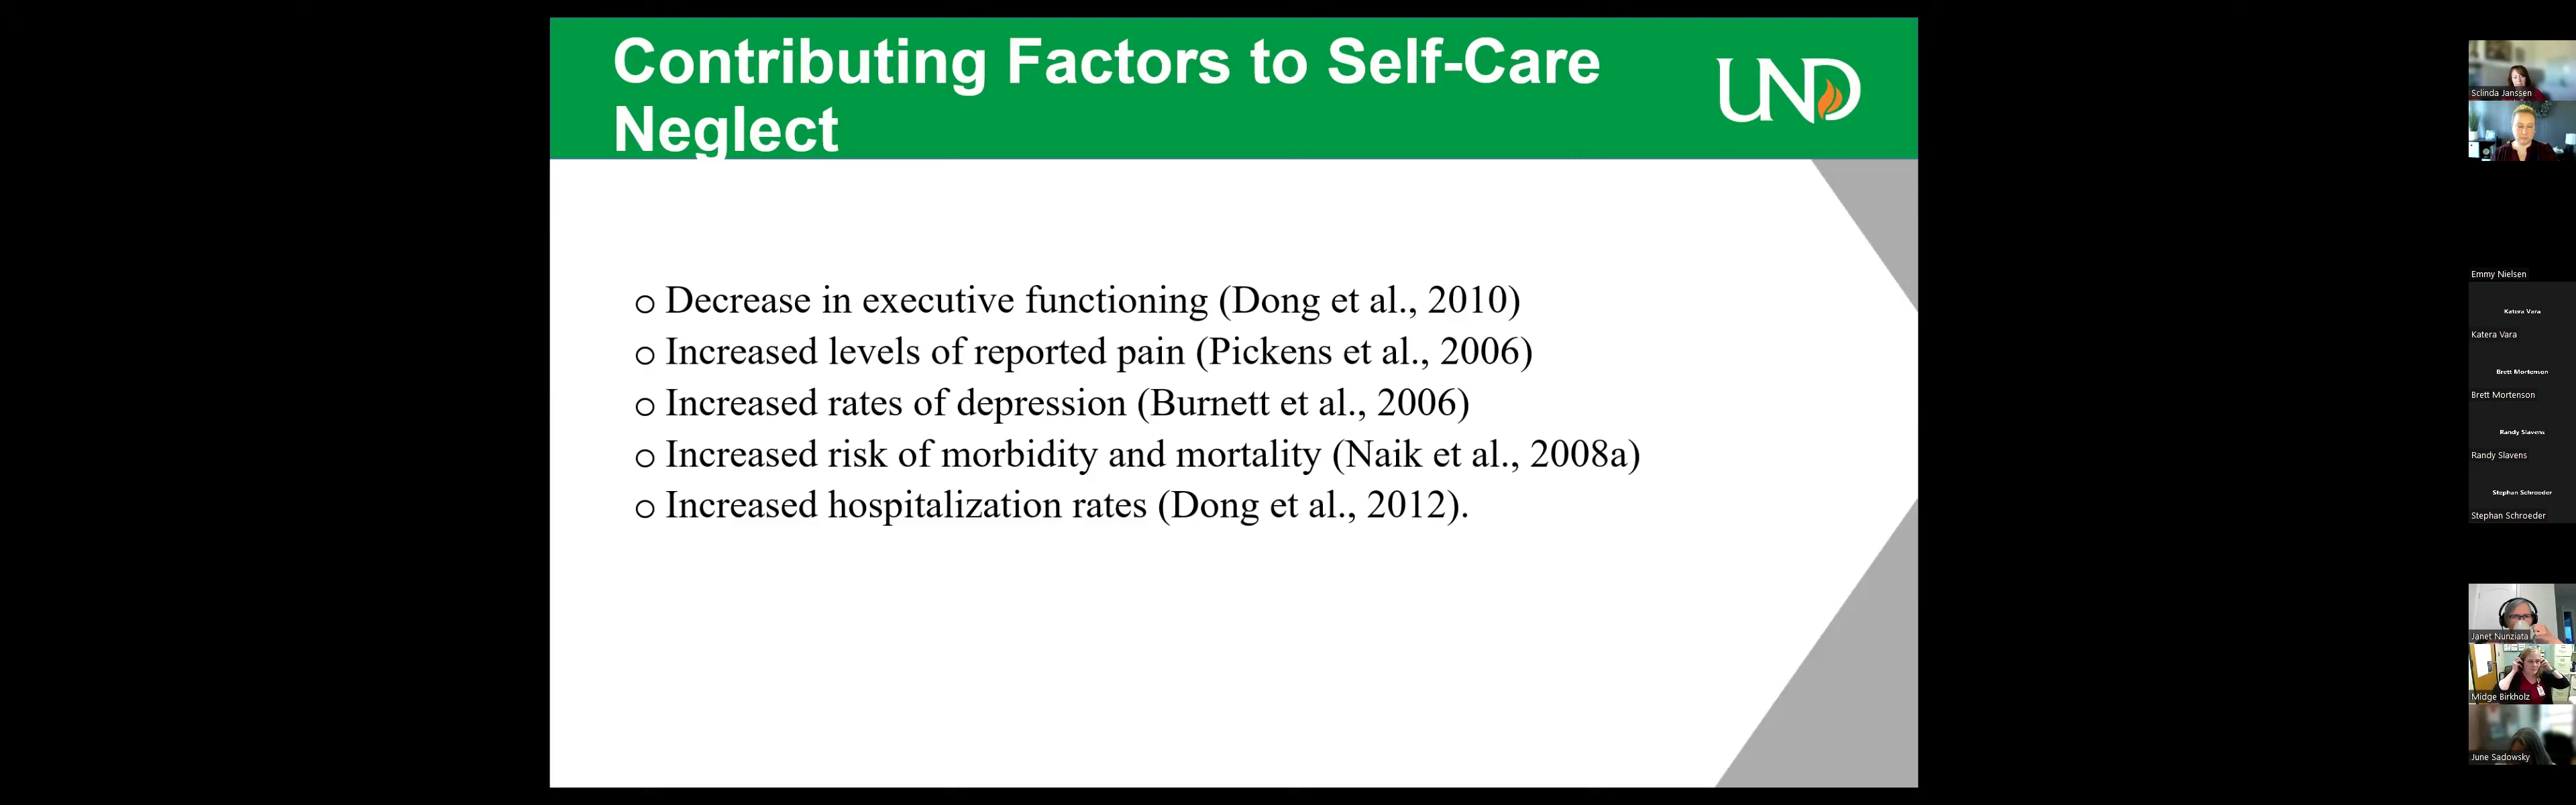 Contributing Factors to Self-Care
Neglect
UND
o Decrease in executive functioning (Dong et al., 2010)
o Increased levels of reported pain (Pickens et al., 2006)
o Increased rates of depression (Burnett et al., 2006)
o Increased risk of morbidity and mortality (Naik et al., 2008a)
o Increased hospitalization rates (Dong et al., 2012).
Sclinda Janssen
Emmy Nielsen
Katera Vara
Katera Vara
Brett Mortenson
Brett Mortenson
Randy Slavens
Randy Slavens
Stephan Schroeder
Stephan Schroeder
Janet Nunziata
Midge Birkholz
June Sadowsky